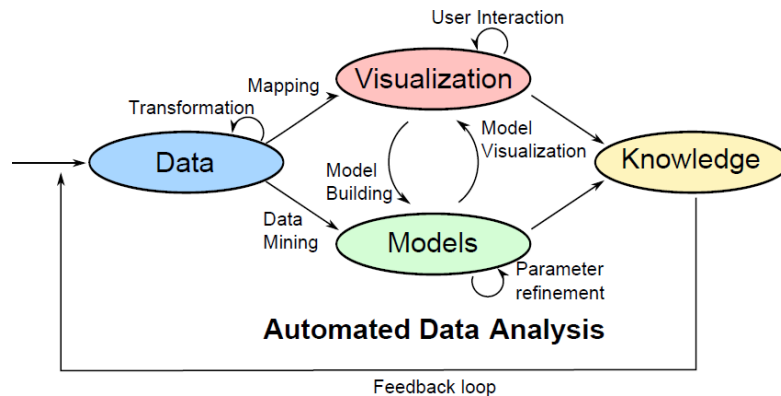 User Interaction
Visualization
Mapping
Transformation
Data
Model
Visualization
Knowledge
Model
Building
Data
Mining
Models
Parameter
refinement
Automated Data Analysis
Feedback loop